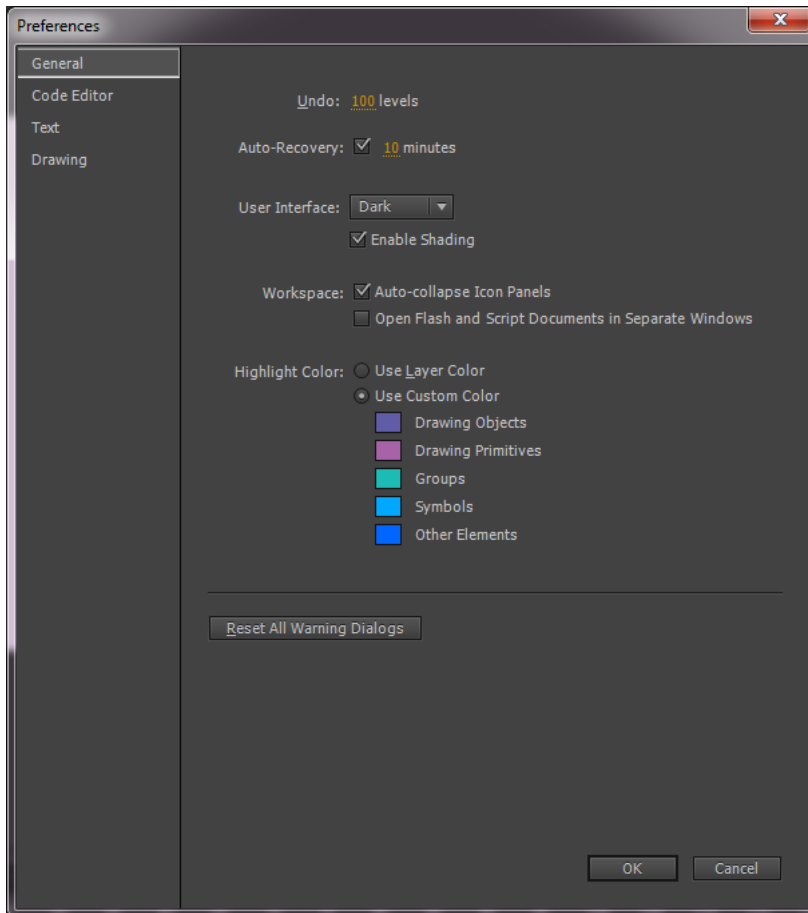 Preferences
General
Code Editor
Text
Drawing
Undo: 100 levels
Auto-Recovery: 10 minutes
User Interface: Dark
Enable Shading
Workspace: Auto-collapse Icon Panels
Open Flash and Script Documents in Separate Windows
Highlight Color: Use Layer Color
Use Custom Color
Drawing Objects
Drawing Primitives
Groups
Symbols
Other Elements
Reset All Warning Dialogs
OK Cancel